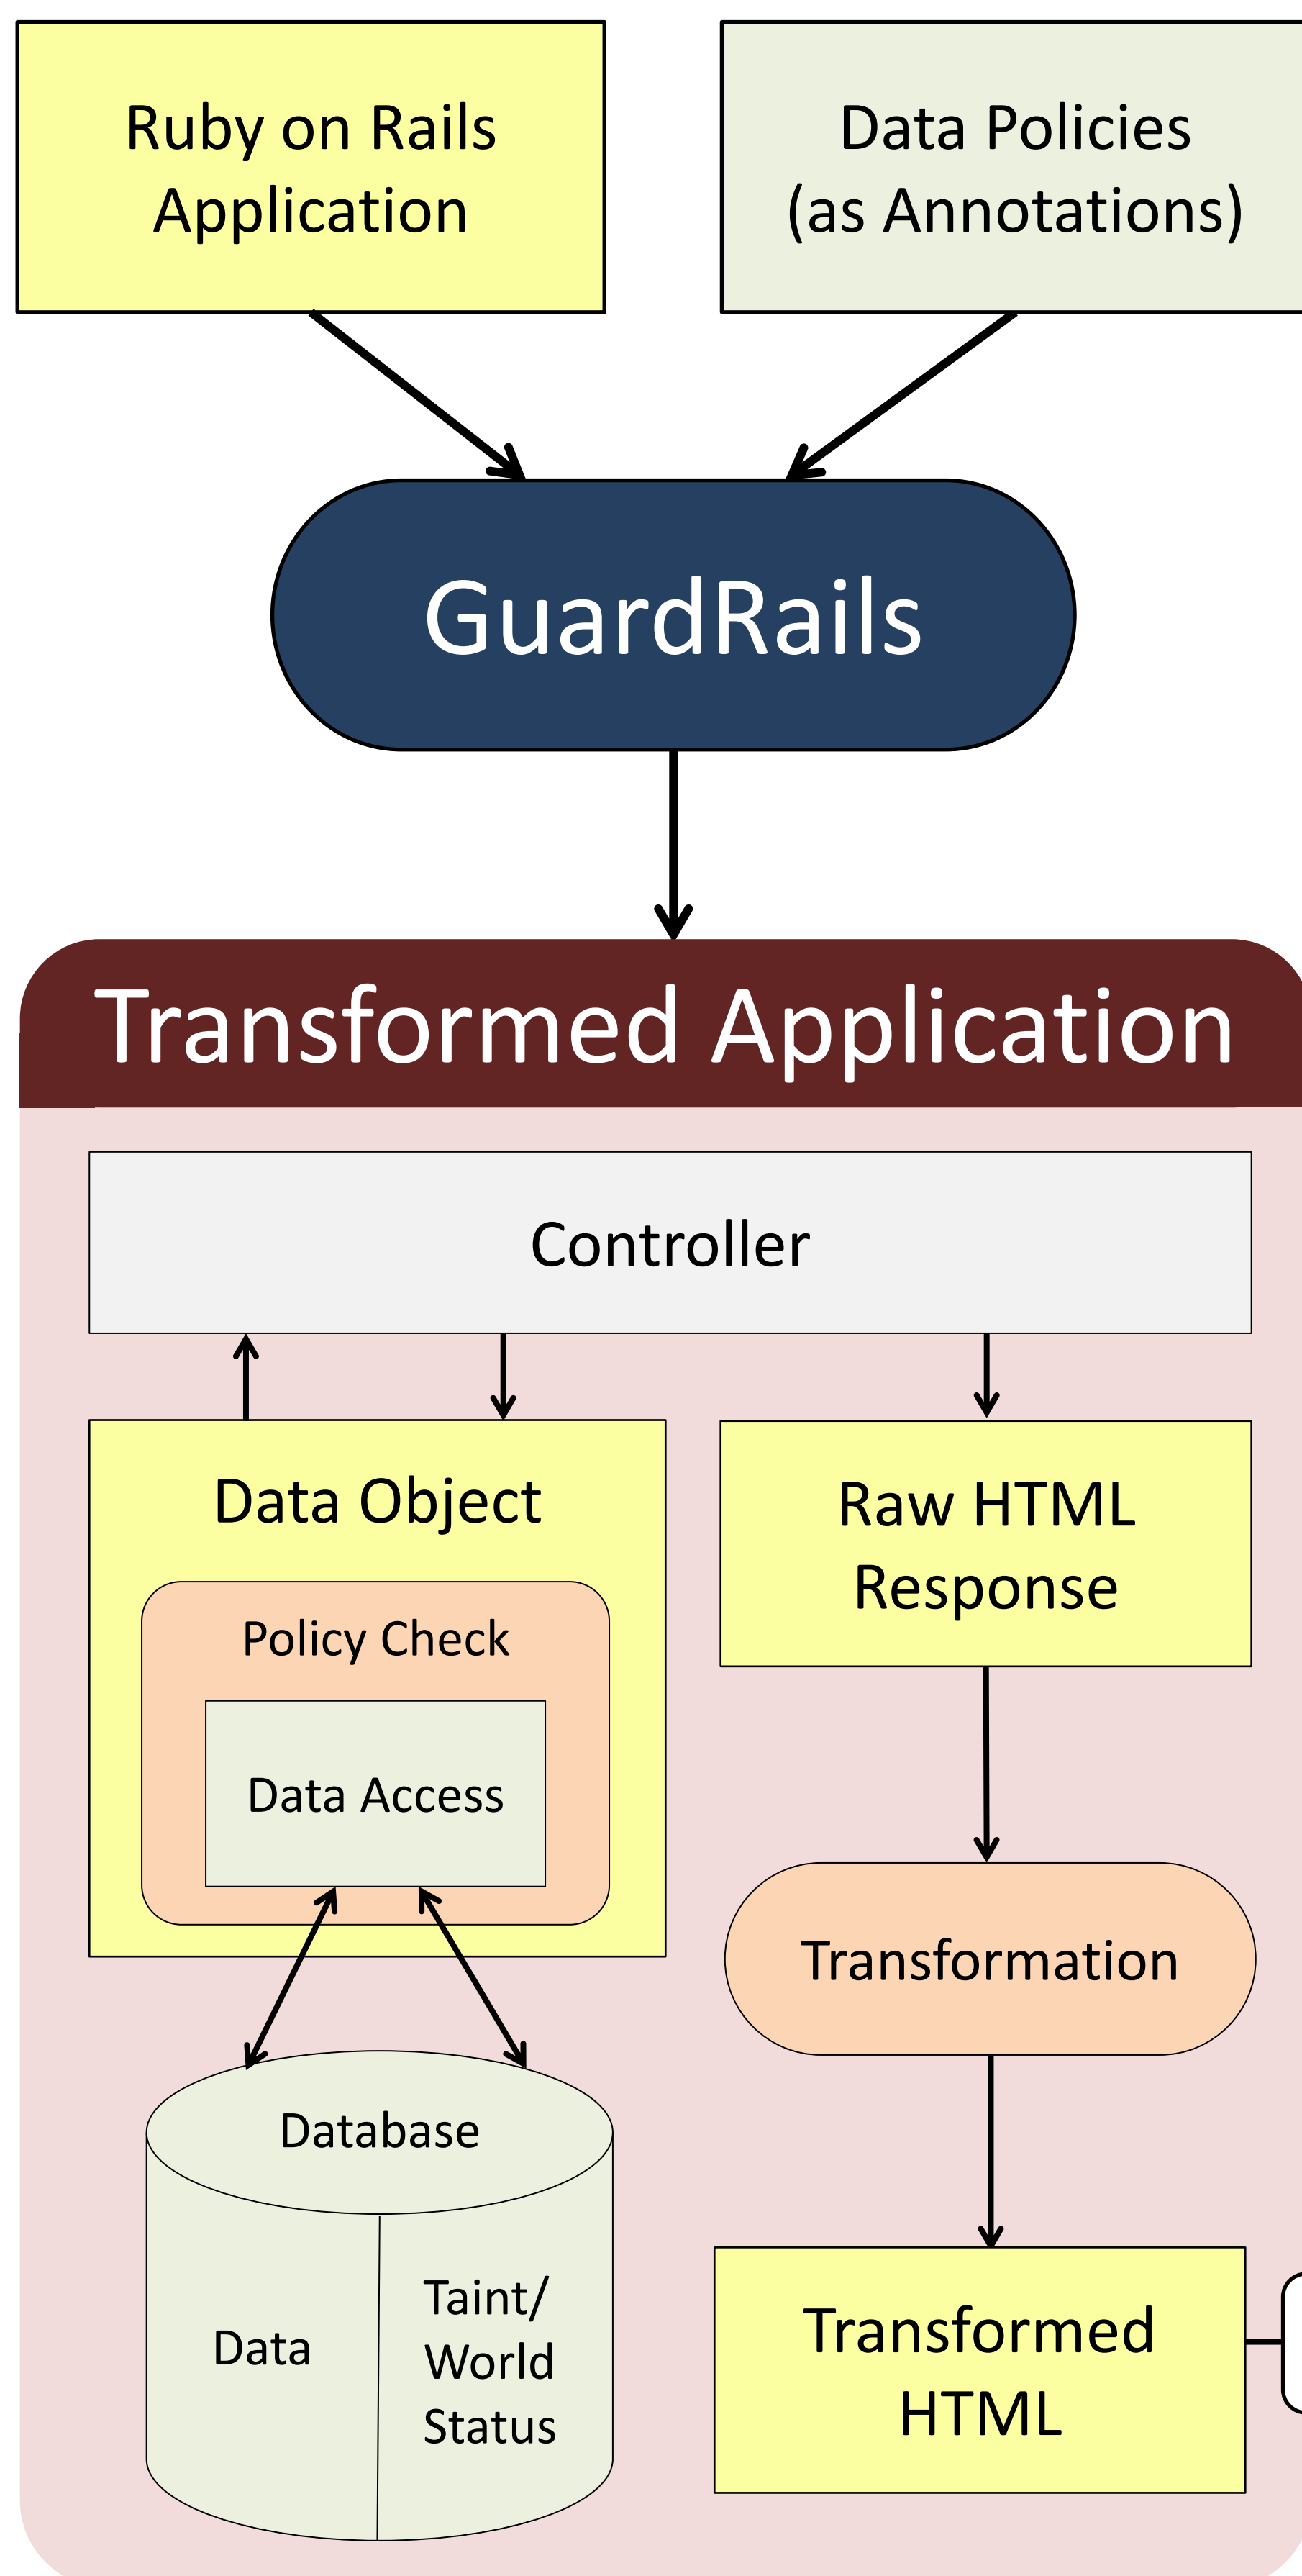 Ruby on Rails
Application
Data Policies
(as Annotations)
GuardRails
Transformed Application
Controller
Data Object
Policy Check
Data Access
Database
Data
Taint/
World
Status
Raw HTML
Response
Transformation
Transformed
HTML